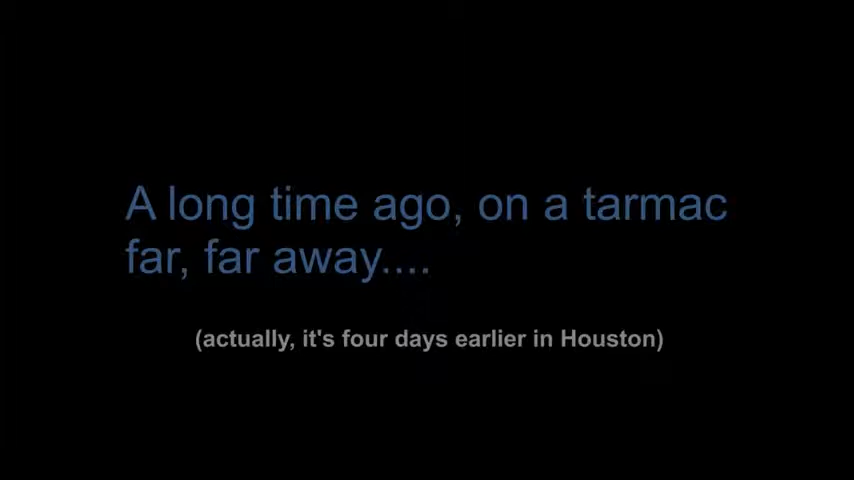 A long time ago, on a tarmac
far, far away....
(actually, it's four days earlier in Houston)